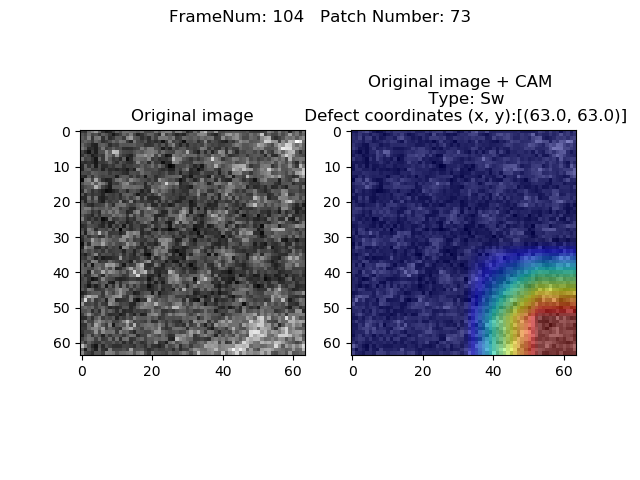 FrameNum: 104   Patch Number: 73
Original image
Original image + CAM
Type: Sw
Defect coordinates (x, y):[(63.0, 63.0)]
0
10
20
30
40
50
60
0 20 40 60
0
10
20
30
40
50
60
0 20 40 60